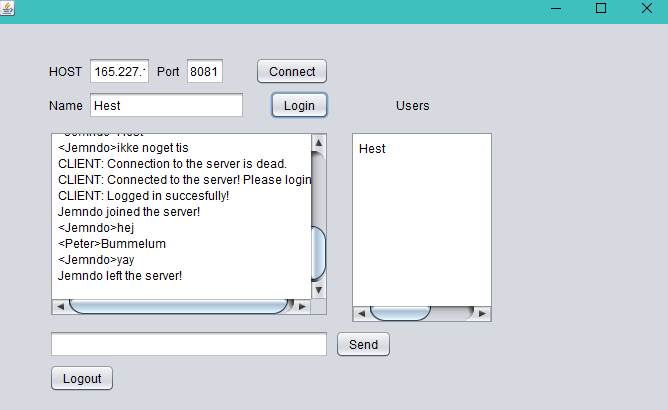 HOST 165.227. Port 8081 Connect
Name Hest Login
Users
<Jemndo>ikke noget tis
CLIENT: Connection to the server is dead.
CLIENT: Connected to the server! Please login
CLIENT: Logged in succesfully!
Jemndo joined the server!
<Jemndo>hej
<Peter>Bummelum
<Jemndo>yay
Jemndo left the server!
Hest
Send
Logout